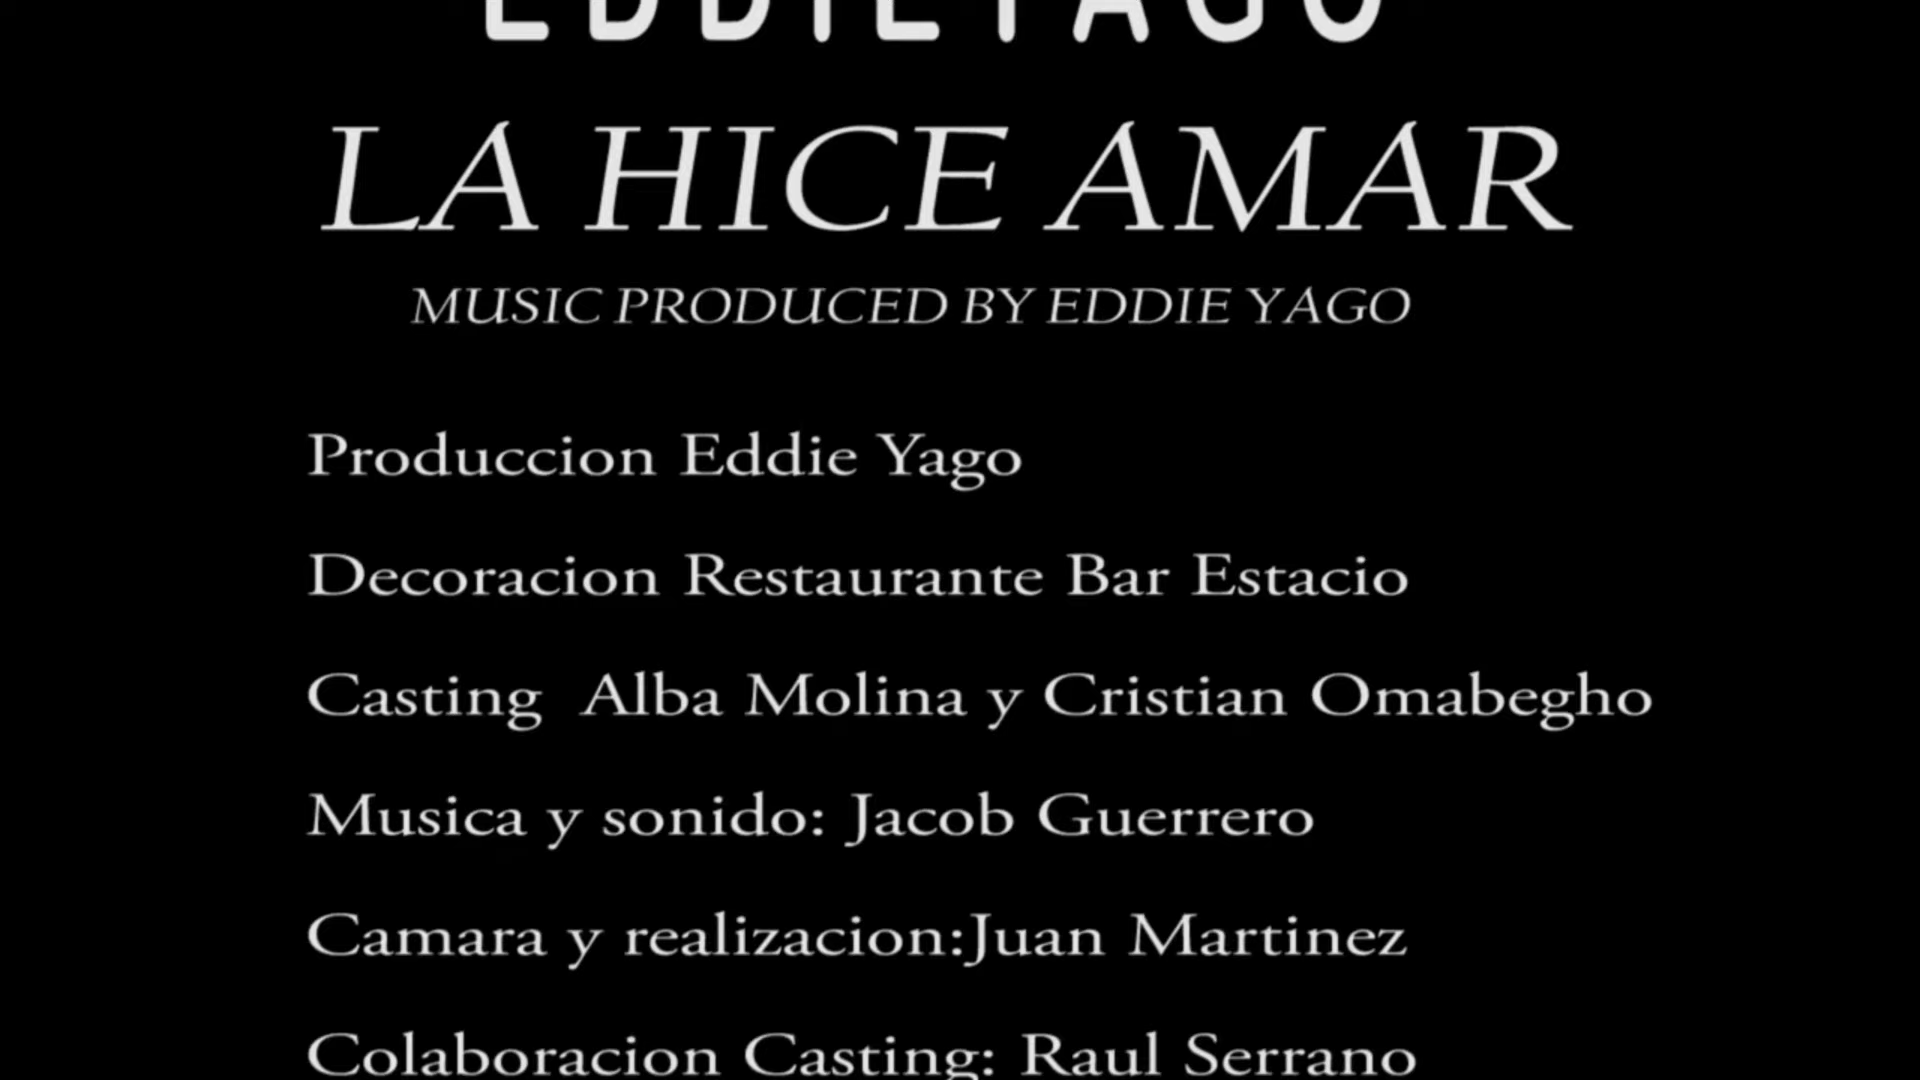 EDDIEYAGO
LA HICE AMAR
MUSIC PRODUCED BY EDDIE YAGO
Produccion Eddie Yago
Decoracion Restaurante Bar Estacio
Casting Alba Molina y Cristian Omabegho
Musica y sonido: Jacob Guerrero
Camara y realizacion:Juan Martinez
Colaboracion Casting: Raul Serrano